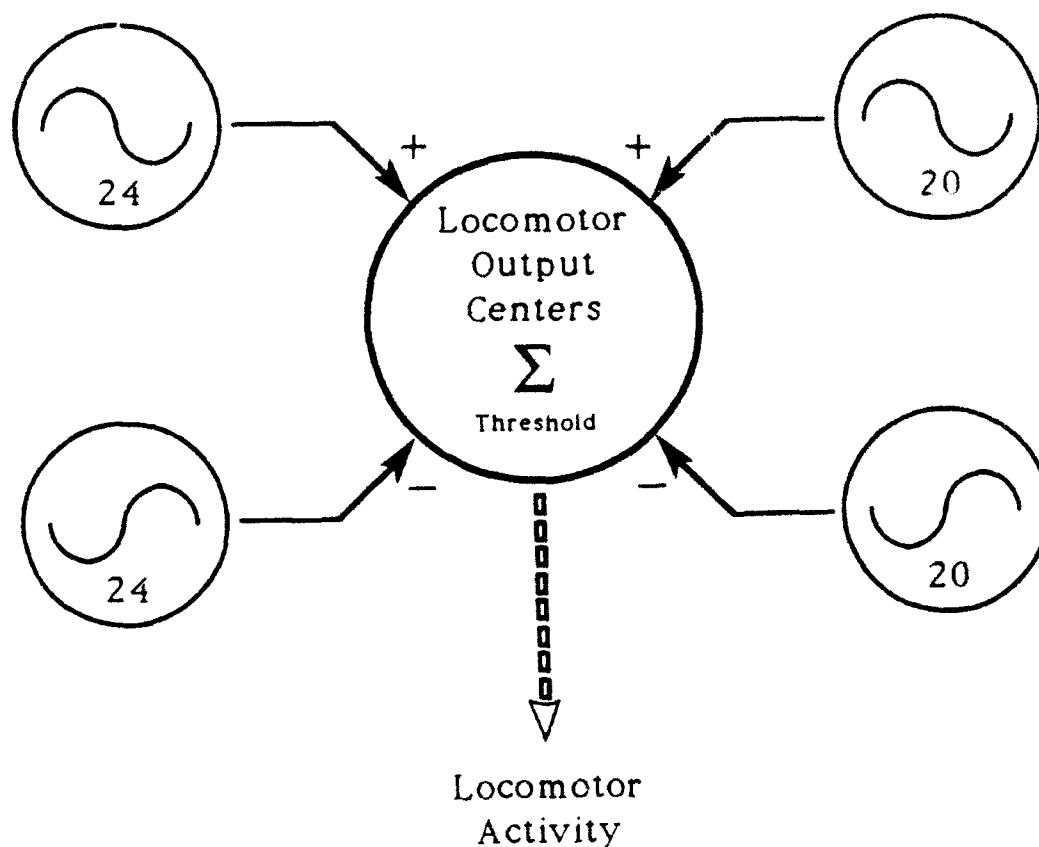 24
20
+
+
Locomotor
Output
Centers
Σ
Threshold
−
−
24
20
Locomotor
Activity